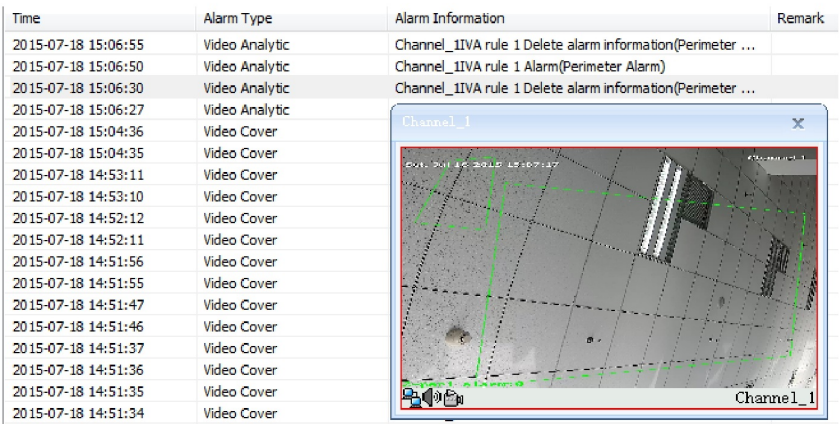 Time Alarm Type Alarm Information Remark
2015-07-18 15:06:55 Video Analytic Channel_1IVA rule 1 Delete alarm information(Perimeter ...
2015-07-18 15:06:50 Video Analytic Channel_1IVA rule 1 Alarm(Perimeter Alarm)
2015-07-18 15:06:30 Video Analytic Channel_1IVA rule 1 Delete alarm information(Perimeter ...
2015-07-18 15:06:27 Video Analytic
2015-07-18 15:04:36 Video Cover
2015-07-18 15:04:35 Video Cover
2015-07-18 14:53:11 Video Cover
2015-07-18 14:53:10 Video Cover
2015-07-18 14:52:12 Video Cover
2015-07-18 14:52:11 Video Cover
2015-07-18 14:51:56 Video Cover
2015-07-18 14:51:55 Video Cover
2015-07-18 14:51:47 Video Cover
2015-07-18 14:51:46 Video Cover
2015-07-18 14:51:37 Video Cover
2015-07-18 14:51:36 Video Cover
2015-07-18 14:51:35 Video Cover
2015-07-18 14:51:34 Video Cover
Channel_1
2015 15:07:17
Channel_1